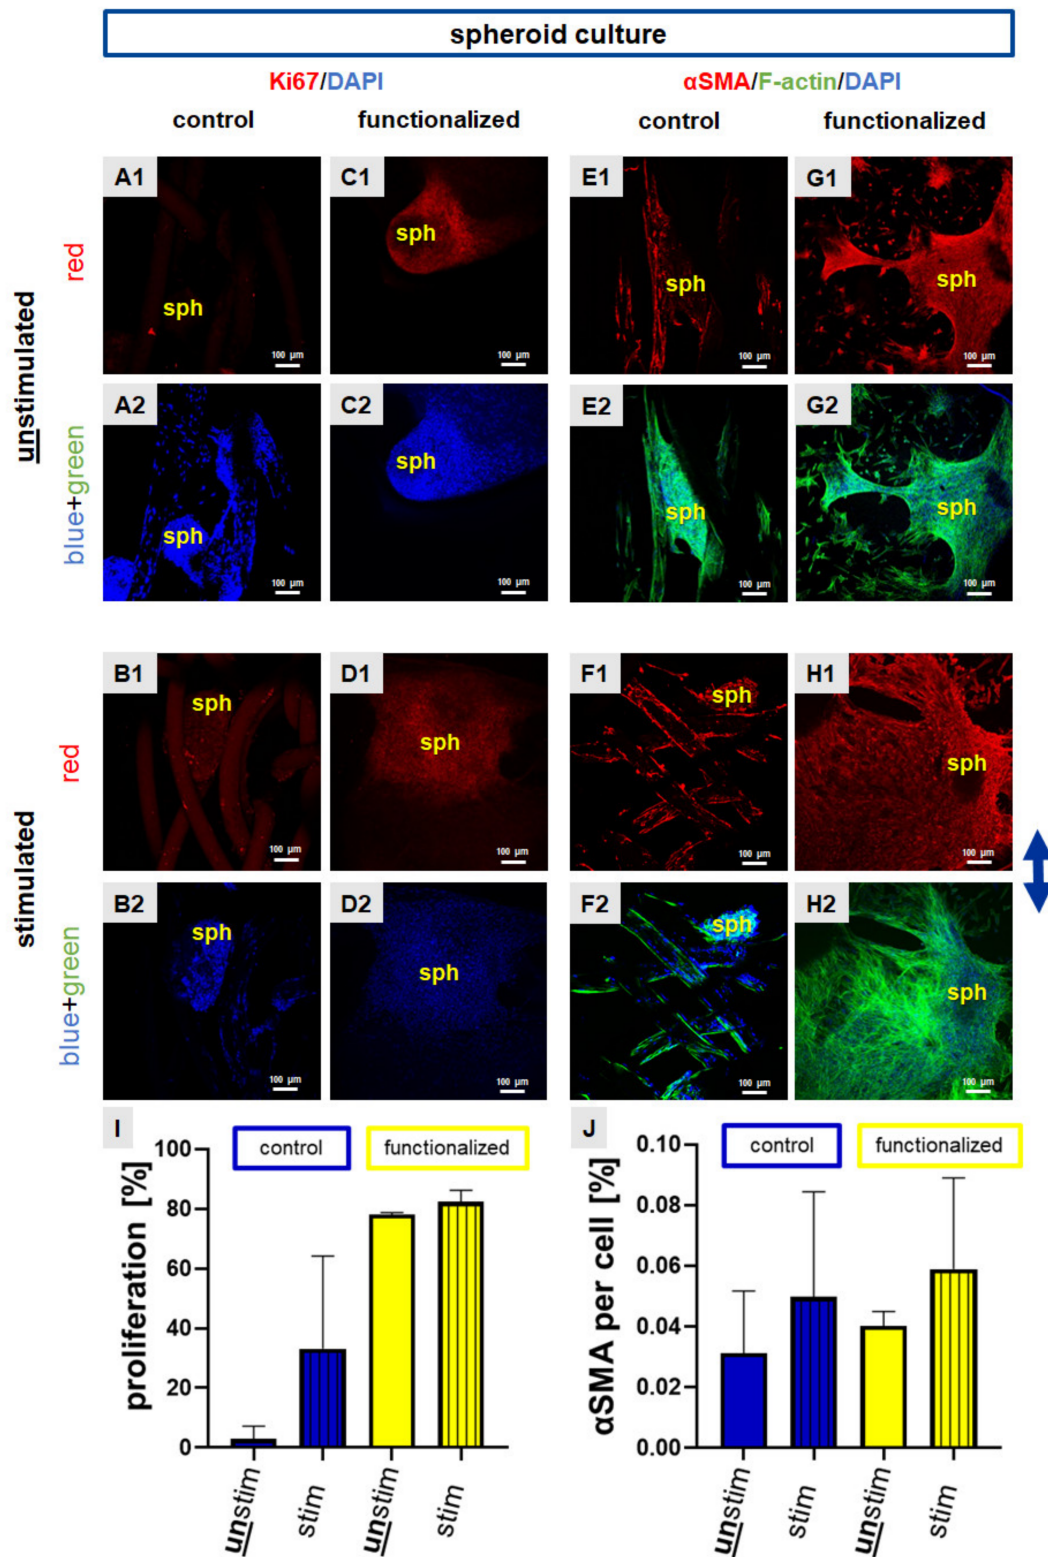 spheroid culture
Ki67/DAPI
αSMA/F-actin/DAPI
control
functionalized
control
functionalized
unstimulated
red
A1
sph
100 µm
C1
sph
100 µm
E1
sph
100 µm
G1
sph
100 µm
blue+green
A2
sph
100 µm
C2
sph
100 µm
E2
sph
100 µm
G2
sph
100 µm
stimulated
red
B1
sph
100 µm
D1
sph
100 µm
F1
sph
100 µm
H1
sph
100 µm
blue+green
B2
sph
100 µm
D2
sph
100 µm
F2
sph
100 µm
H2
sph
100 µm
I
control
functionalized
proliferation [%]
100
80
60
40
20
0
unstim
stim
unstim
stim
J
control
functionalized
αSMA per cell [%]
0.10
0.08
0.06
0.04
0.02
0.00
unstim
stim
unstim
stim